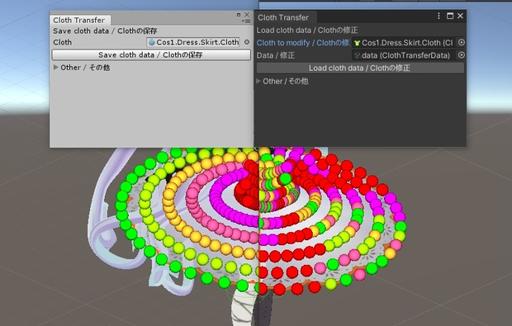 Cloth Transfer
Save cloth data / Clothの保存
Cloth
Cos1.Dress.Skirt.Cloth
Save cloth data / Clothの保存
Other / その他
Cloth Transfer
Load cloth data / Clothの修正
Cloth to modify / Clothの修
Cos1.Dress.Skirt.Cloth (Cl
Data / 修正
data (ClothTransferData)
Load cloth data / Clothの修正
Other / その他